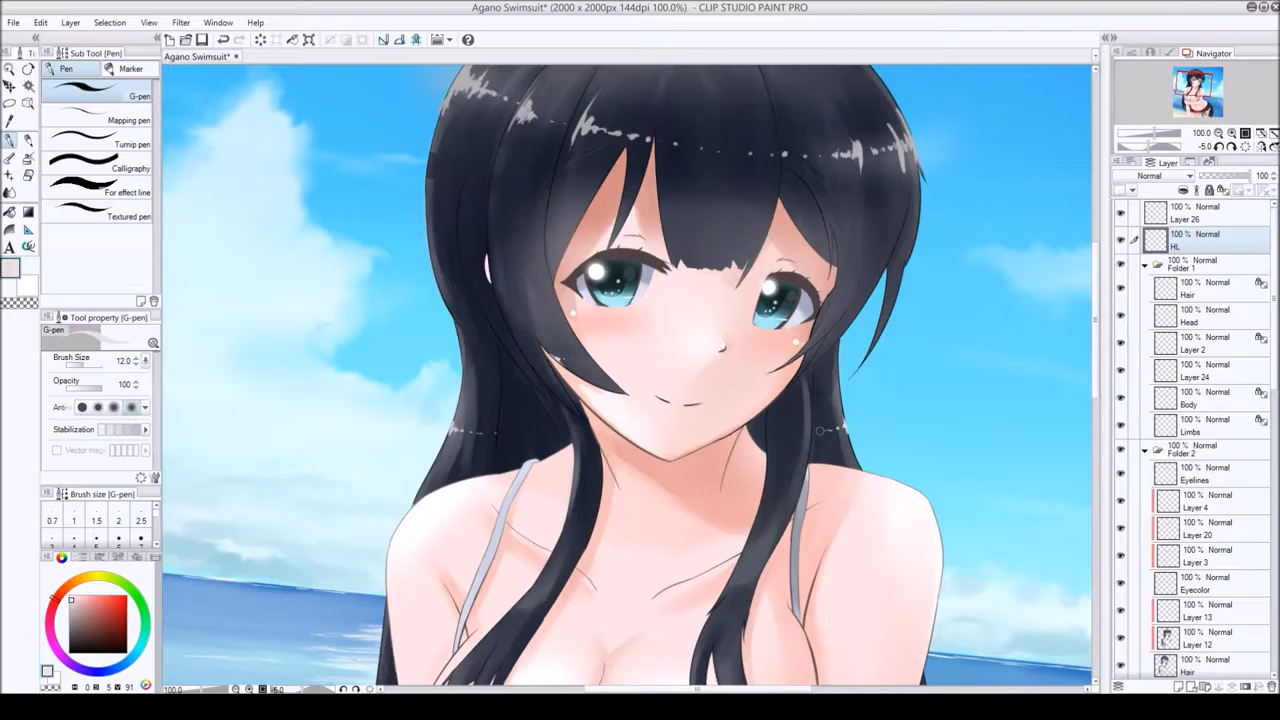 Agano Swimsuit* (2000 x 2000px 144dpi 100.0%) - CLIP STUDIO PAINT PRO
File Edit Layer Selection View Filter Window Help
Sub Tool [Pen]
Pen Marker
G-pen
Mapping pen
Turnip pen
Calligraphy
For effect line
Textured pen
Tool property [G-pen]
G-pen
Brush Size 12.0
Opacity 100
Anti-
Stabilization
Vector mag
Brush size [G-pen]
0.7 1 1.5 2 2.5
0 5 91
Agano Swimsuit*
100.0 -5.0
Navigator
100.0
-5.0
Layer
Normal 100
100 % Normal
Layer 26
100 % Normal
HL
100 % Normal
Folder 1
100 % Normal
Hair
100 % Normal
Head
100 % Normal
Layer 2
100 % Normal
Layer 24
100 % Normal
Body
100 % Normal
Limbs
100 % Normal
Folder 2
100 % Normal
Eyelines
100 % Normal
Layer 4
100 % Normal
Layer 20
100 % Normal
Layer 3
100 % Normal
Eyecolor
100 % Normal
Layer 13
100 % Normal
Layer 12
100 % Normal
Hair